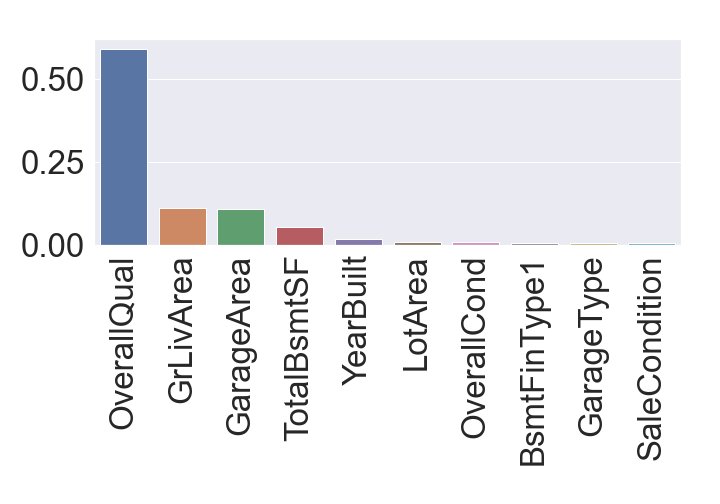 0.50
0.25
0.00
OverallQual
GrLivArea
GarageArea
TotalBsmtSF
YearBuilt
LotArea
OverallCond
BsmtFinType1
GarageType
SaleCondition